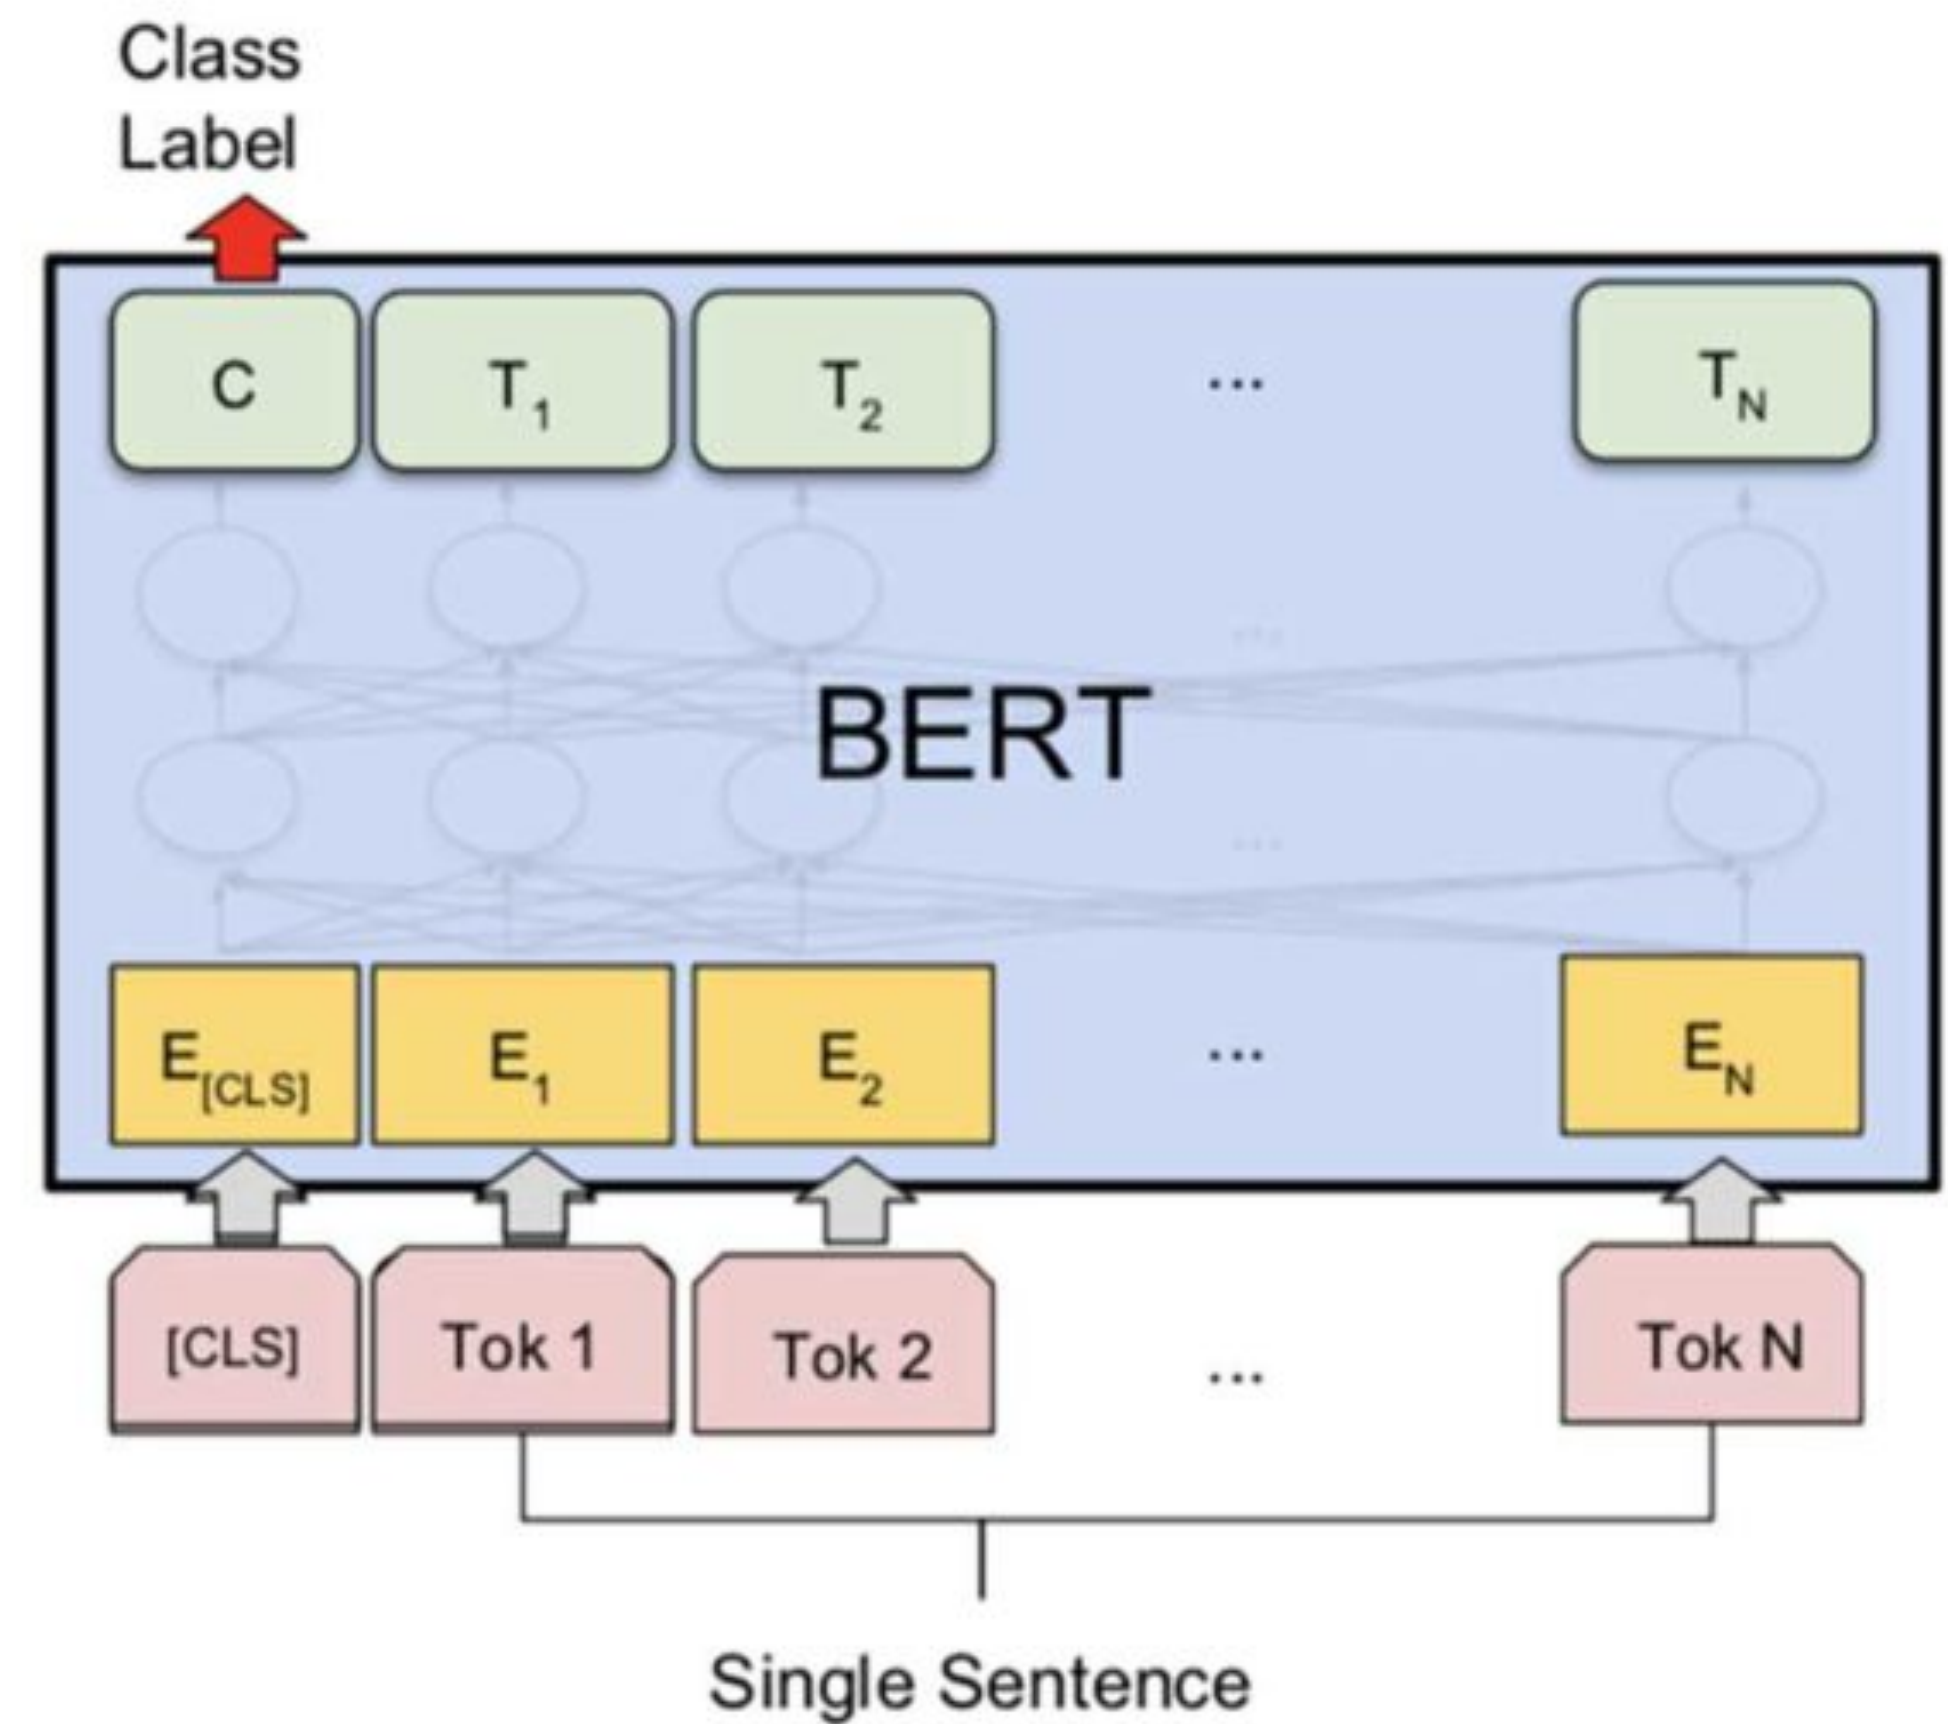 Class
Label
C T1 T2 ... TN
BERT
E[CLS] E1 E2 ... EN
[CLS] Tok 1 Tok 2 ... Tok N
Single Sentence